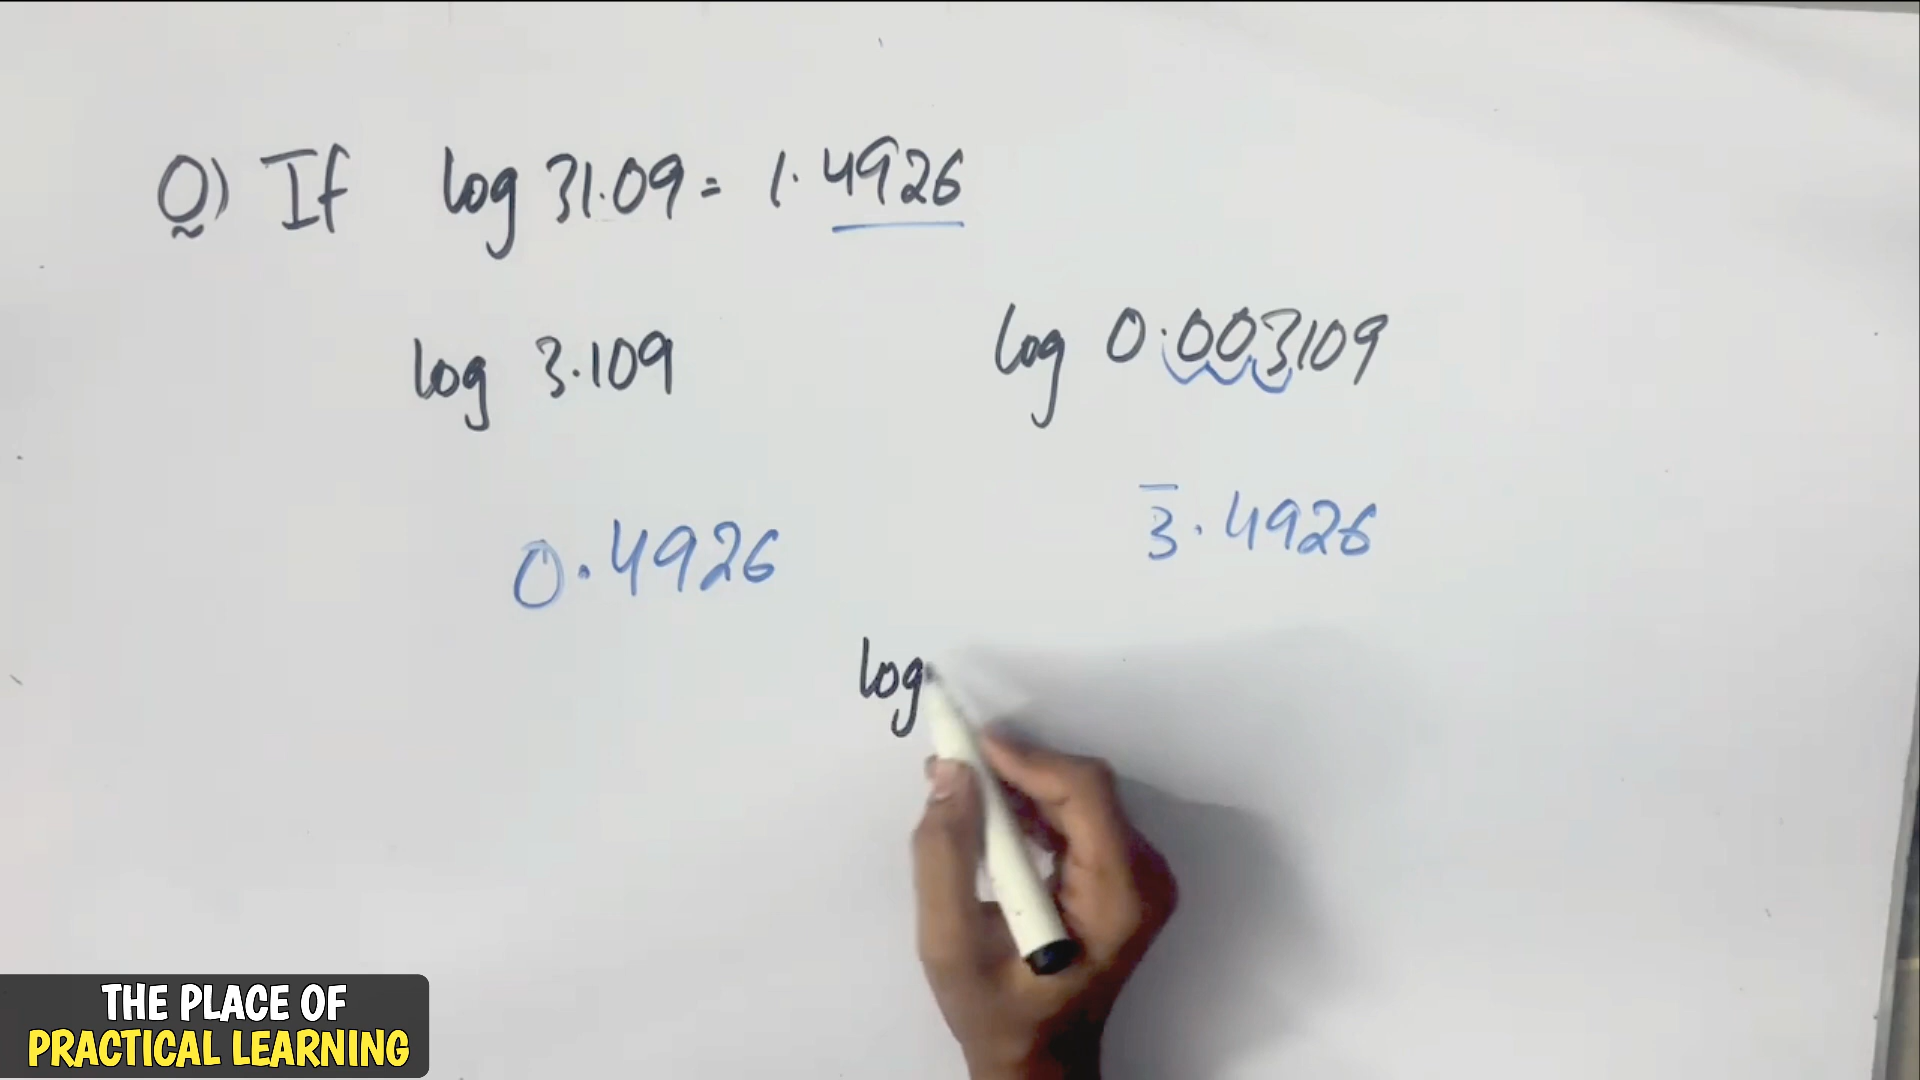 Q) If log 31.09 = 1.4926
log 3.109
log 0.003109
0.4926
3̅.4926
log
THE PLACE OF
PRACTICAL LEARNING